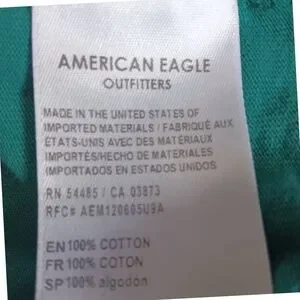 AMERICAN EAGLE
OUTFITTERS
MADE IN THE UNITED STATES OF
IMPORTED MATERIALS / FABRIQUÉ AUX
ÉTATS-UNIS AVEC DES MATÉRIAUX
IMPORTÉS/HECHO DE MATERIALES
IMPORTADOS EN ESTADOS UNIDOS
RN 54485 / CA 03873
RFC# AEM120605U9A
EN 100% COTTON
FR 100% COTON
SP 100% algodón